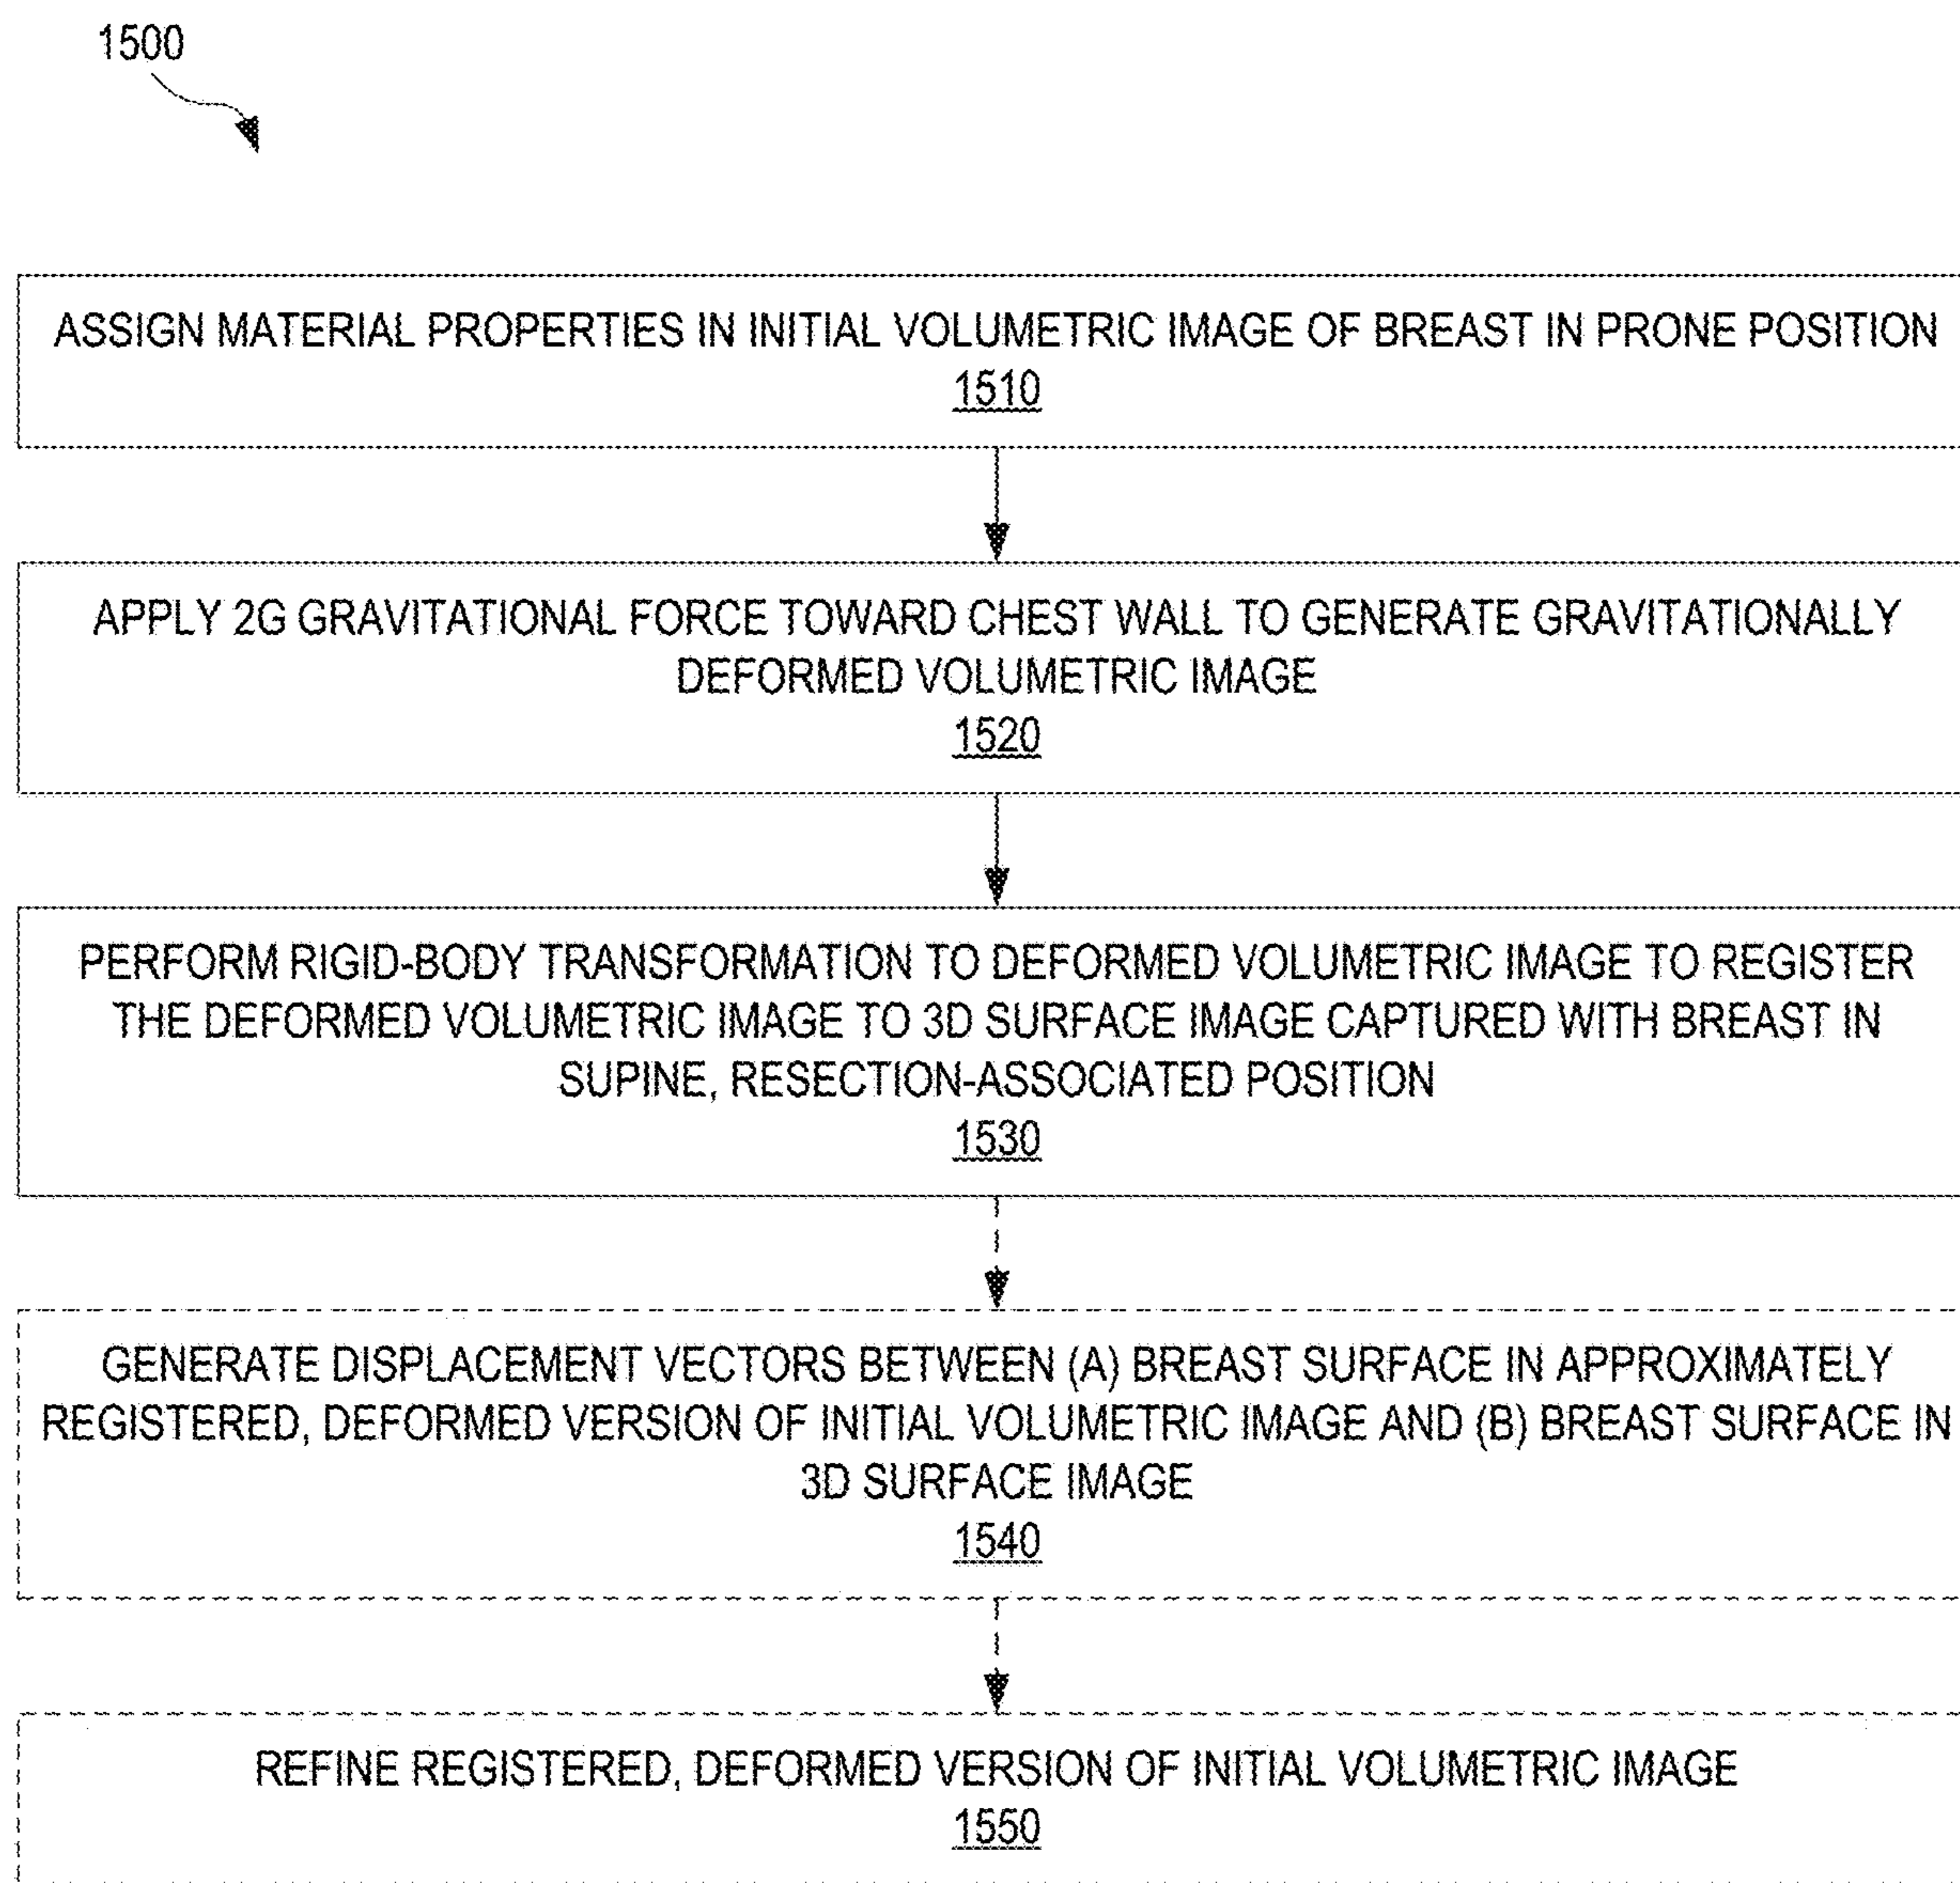 1500
ASSIGN MATERIAL PROPERTIES IN INITIAL VOLUMETRIC IMAGE OF BREAST IN PRONE POSITION
1510
APPLY 2G GRAVITATIONAL FORCE TOWARD CHEST WALL TO GENERATE GRAVITATIONALLY
DEFORMED VOLUMETRIC IMAGE
1520
PERFORM RIGID-BODY TRANSFORMATION TO DEFORMED VOLUMETRIC IMAGE TO REGISTER
THE DEFORMED VOLUMETRIC IMAGE TO 3D SURFACE IMAGE CAPTURED WITH BREAST IN
SUPINE, RESECTION-ASSOCIATED POSITION
1530
GENERATE DISPLACEMENT VECTORS BETWEEN (A) BREAST SURFACE IN APPROXIMATELY
REGISTERED, DEFORMED VERSION OF INITIAL VOLUMETRIC IMAGE AND (B) BREAST SURFACE IN
3D SURFACE IMAGE
1540
REFINE REGISTERED, DEFORMED VERSION OF INITIAL VOLUMETRIC IMAGE
1550